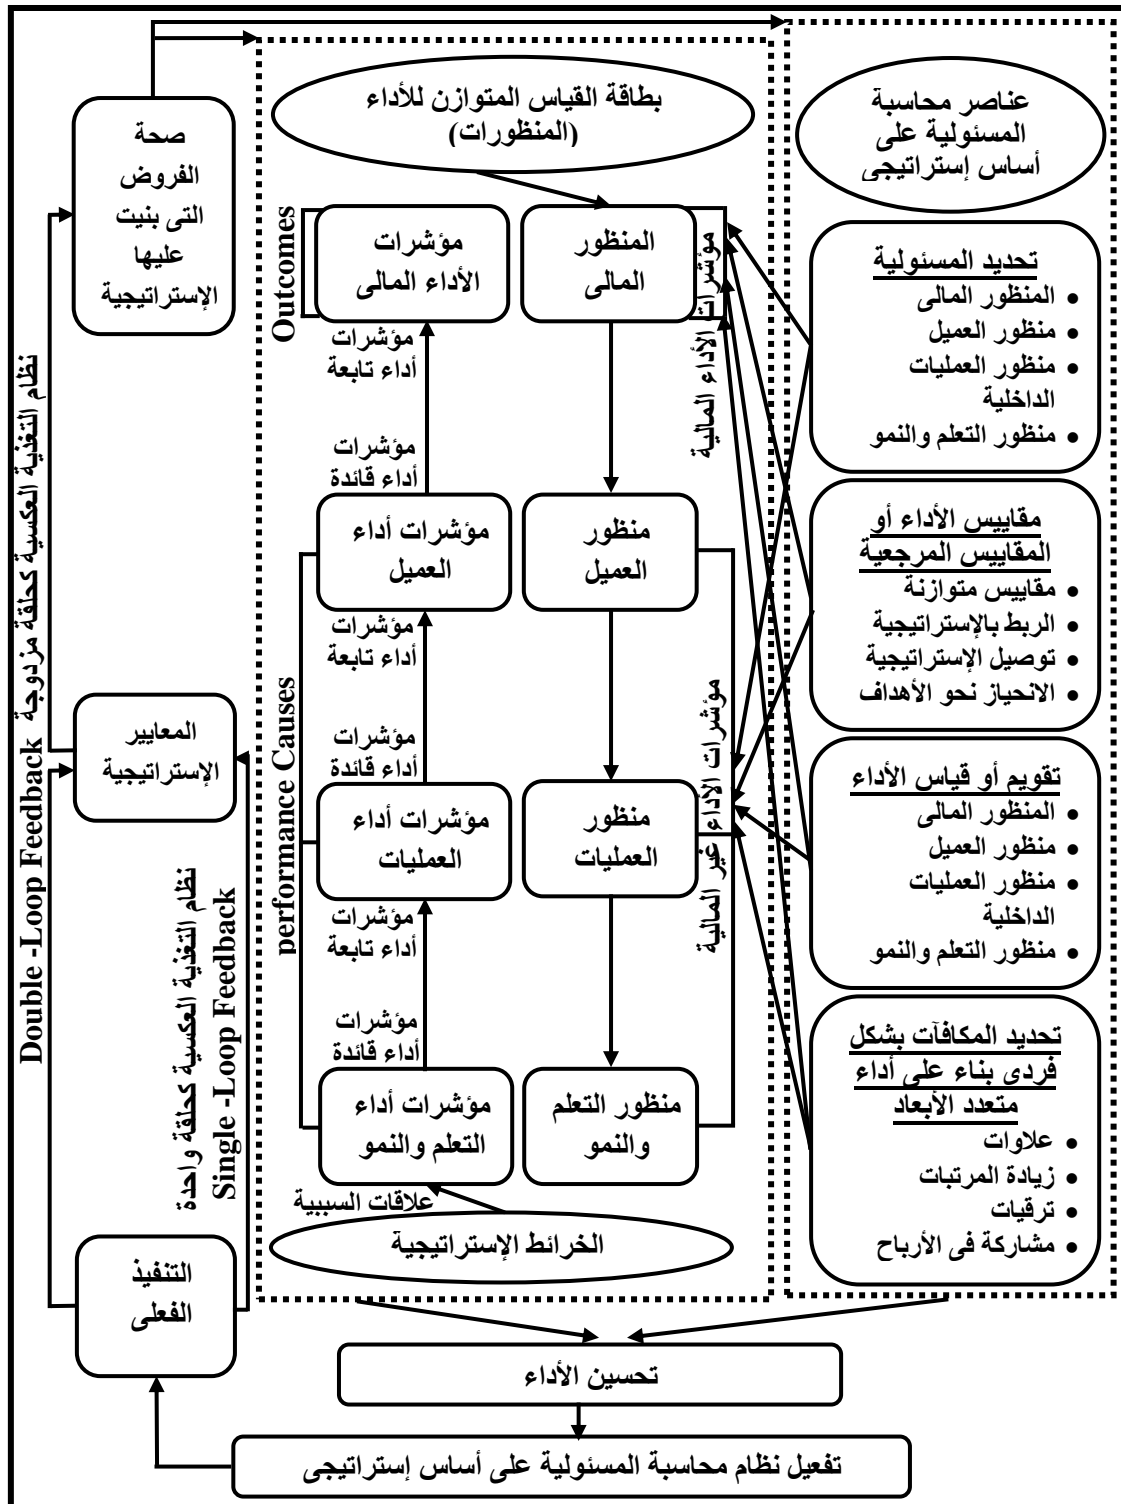 عناصر محاسبة
المسئولية على
أساس إستراتيجى
تحديد المسئولية
• المنظور المالى
• منظور العميل
• منظور العمليات
الداخلية
• منظور التعلم والنمو
مقاييس الأداء أو
المقاييس المرجعية
• مقاييس متوازنة
• الربط بالإستراتيجية
• توصيل الإستراتيجية
• الانحياز نحو الأهداف
تقويم أو قياس الأداء
• المنظور المالى
• منظور العميل
• منظور العمليات
الداخلية
• منظور التعلم والنمو
تحديد المكافآت بشكل
فردى بناء على أداء
متعدد الأبعاد
• علاوات
• زيادة المرتبات
• ترقيات
• مشاركة فى الأرباح
بطاقة القياس المتوازن للأداء
(المنظورات)
مؤشرات الأداء المالية
مؤشرات الأداء غير المالية
المنظور
المالى
منظور
العميل
منظور
العمليات
منظور التعلم
والنمو
مؤشرات
الأداء المالى
مؤشرات
أداء تابعة
مؤشرات
أداء قائدة
مؤشرات أداء
العميل
مؤشرات
أداء تابعة
مؤشرات
أداء قائدة
مؤشرات أداء
العمليات
مؤشرات
أداء تابعة
مؤشرات
أداء قائدة
مؤشرات أداء
التعلم والنمو
علاقات السببية
الخرائط الإستراتيجية
Outcomes
performance Causes
صحة
الفروض
التى بنيت
عليها
الإستراتيجية
المعايير
الإستراتيجية
نظام التغذية العكسية كحلقة واحدة
Single -Loop Feedback
نظام التغذية العكسية كحلقة مزدوجة Double -Loop Feedback
التنفيذ
الفعلى
تحسين الأداء
تفعيل نظام محاسبة المسئولية على أساس إستراتيجى